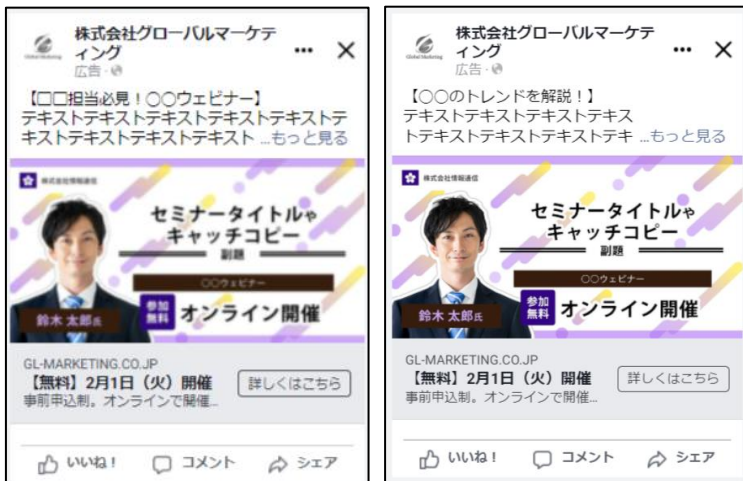 株式会社グローバルマーケテ
ィング
広告
【□□担当必見！○○ウェビナー】
テキストテキストテキストテキストテキストテ
キストテキストテキストテキスト ...もっと見る
株式会社情報通信
セミナータイトルや
キャッチコピー
副題
○○ウェビナー
参加
無料
オンライン開催
鈴木 太郎氏
GL-MARKETING.CO.JP
【無料】2月1日（火）開催
詳しくはこちら
事前申込制。オンラインで開催...
いいね！ コメント シェア
株式会社グローバルマーケテ
ィング
広告
【○○のトレンドを解説！】
テキストテキストテキストテキス
トテキストテキストテキストテキ ...もっと見る
株式会社情報通信
セミナータイトルや
キャッチコピー
副題
○○ウェビナー
参加
無料
オンライン開催
鈴木 太郎氏
GL-MARKETING.CO.JP
【無料】2月1日（火）開催
詳しくはこちら
事前申込制。オンラインで開催...
いいね！ コメント シェア